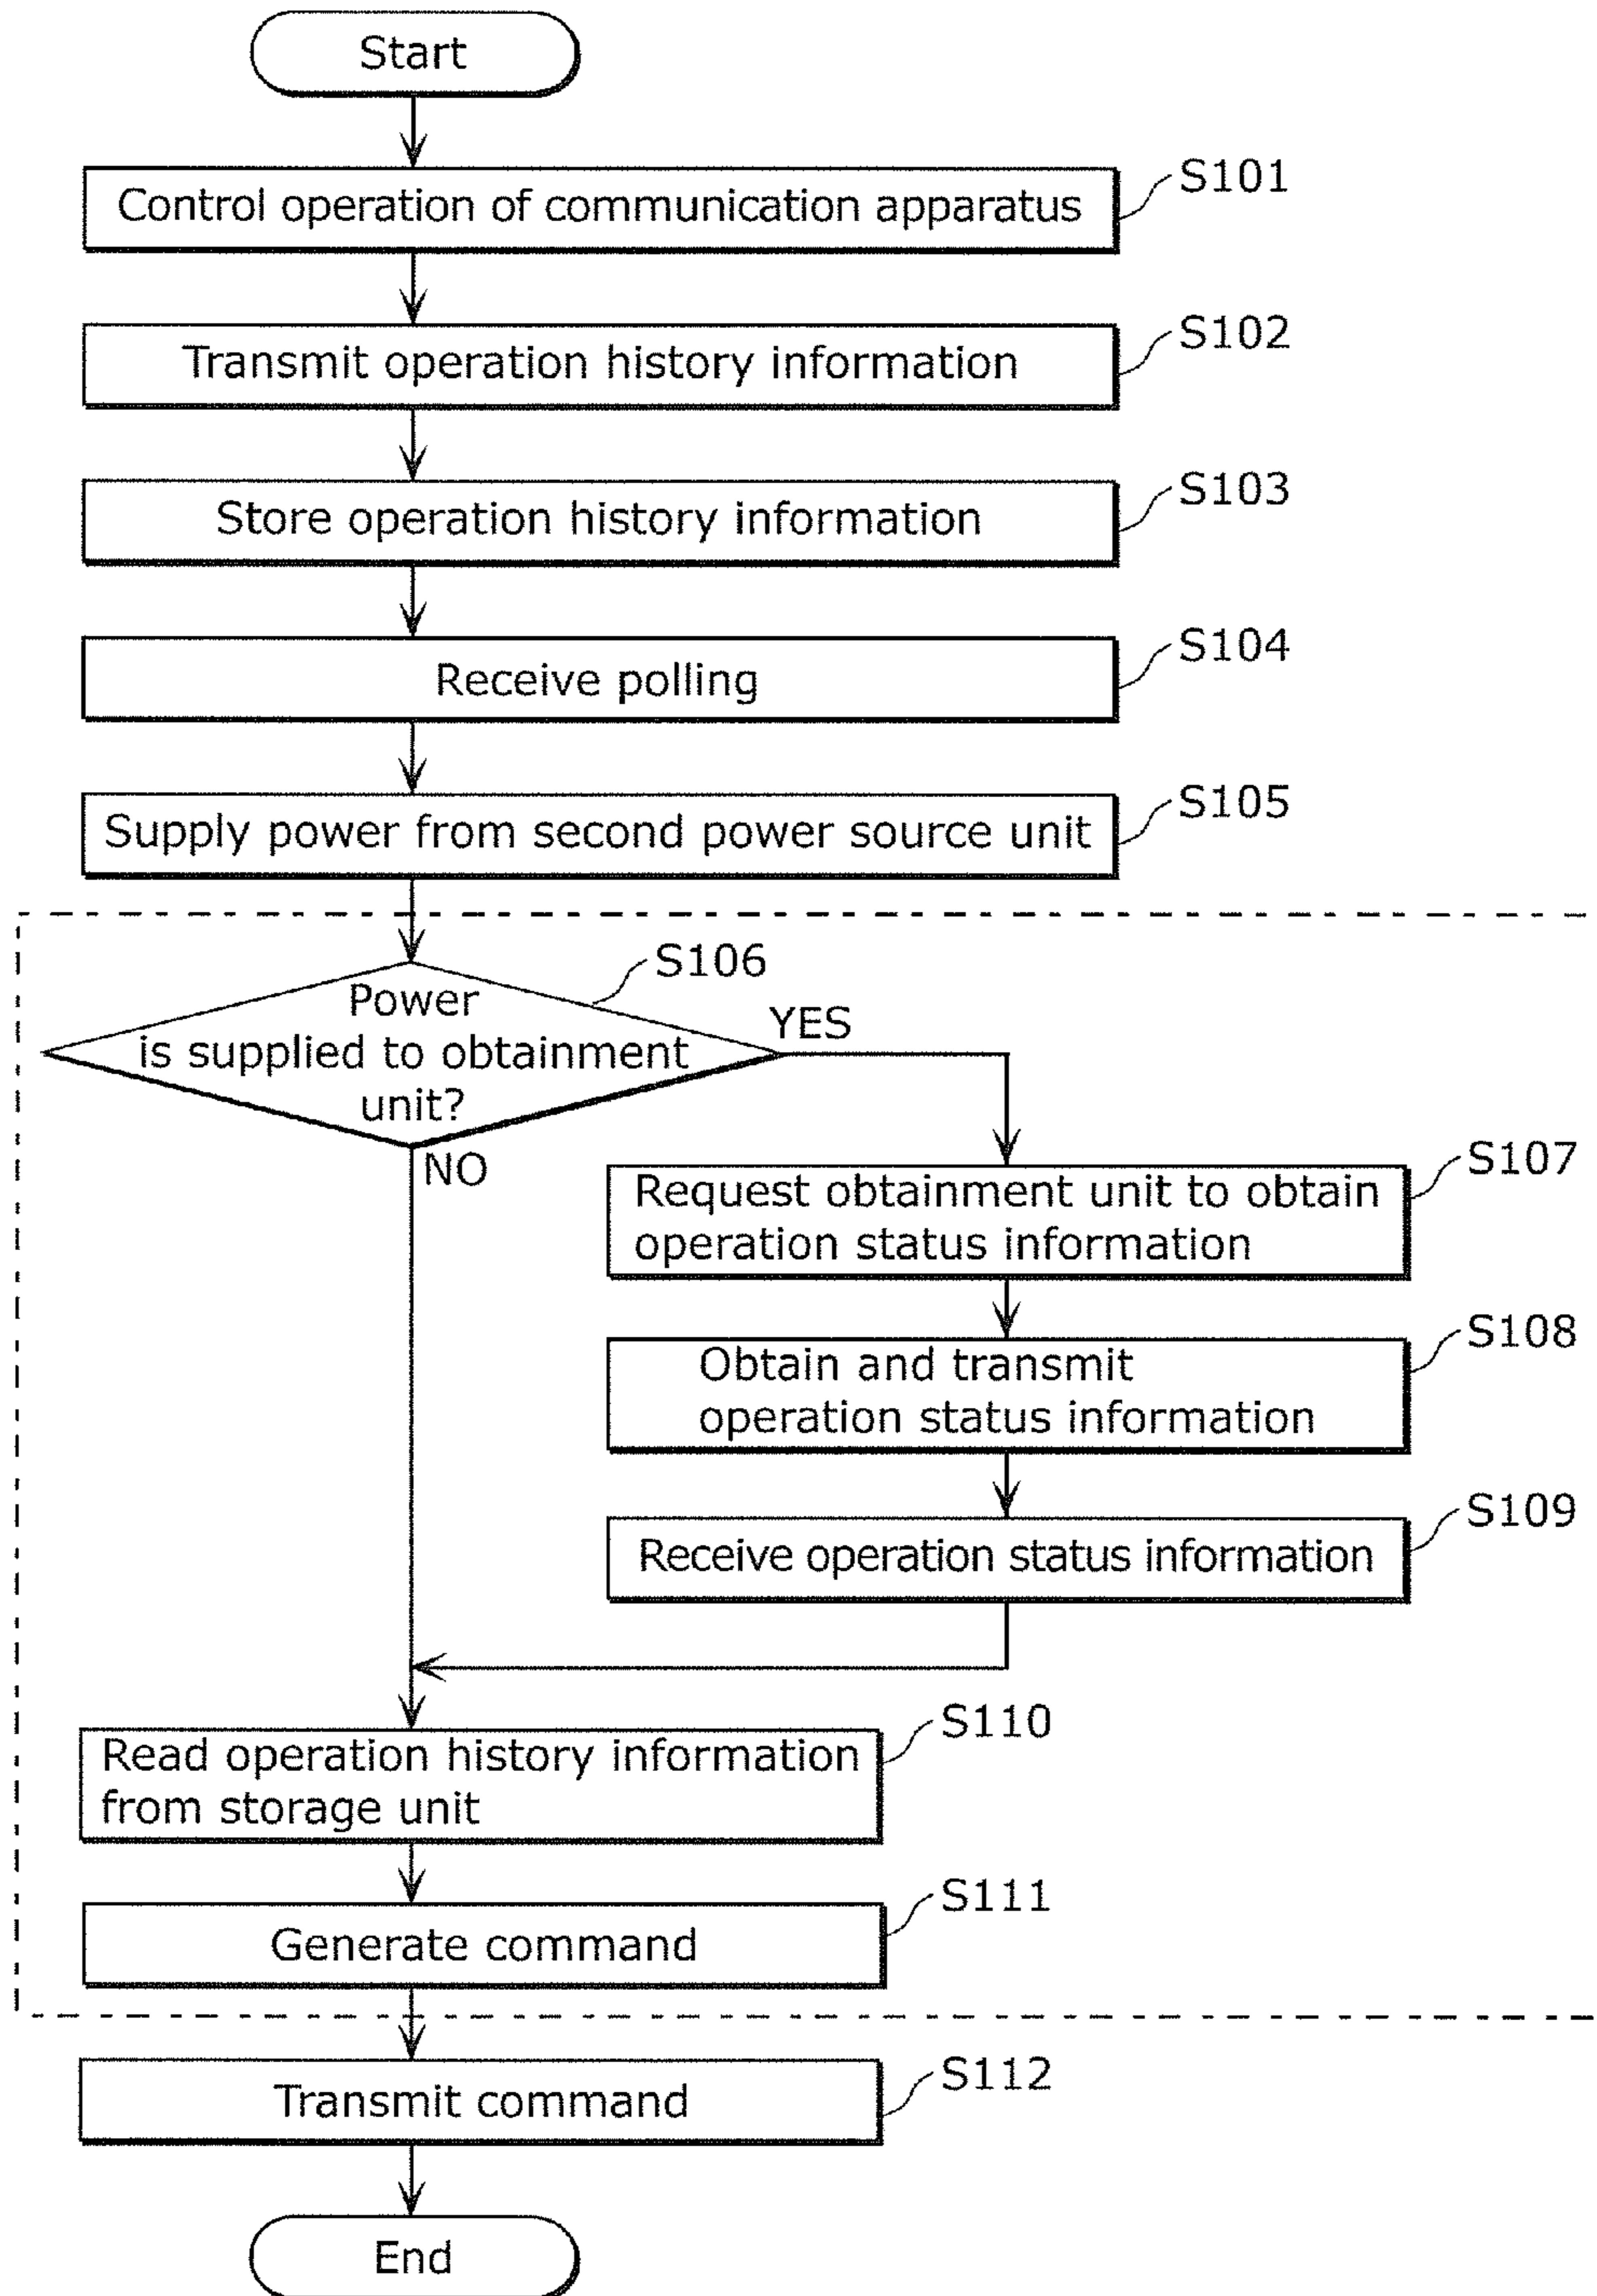 Start
Control operation of communication apparatus
S101
Transmit operation history information
S102
Store operation history information
S103
Receive polling
S104
Supply power from second power source unit
S105
S106
Power
is supplied to obtainment
unit?
YES
NO
Request obtainment unit to obtain
operation status information
S107
Obtain and transmit
operation status information
S108
Receive operation status information
S109
Read operation history information
from storage unit
S110
Generate command
S111
Transmit command
S112
End